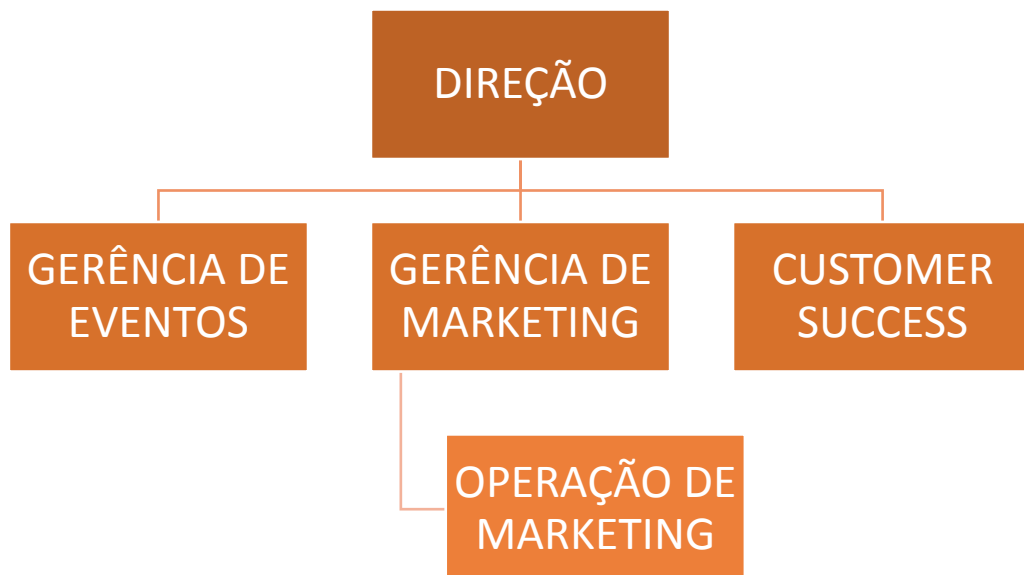 DIREÇÃO
GERÊNCIA DE
EVENTOS
GERÊNCIA DE
MARKETING
CUSTOMER
SUCCESS
OPERAÇÃO DE
MARKETING